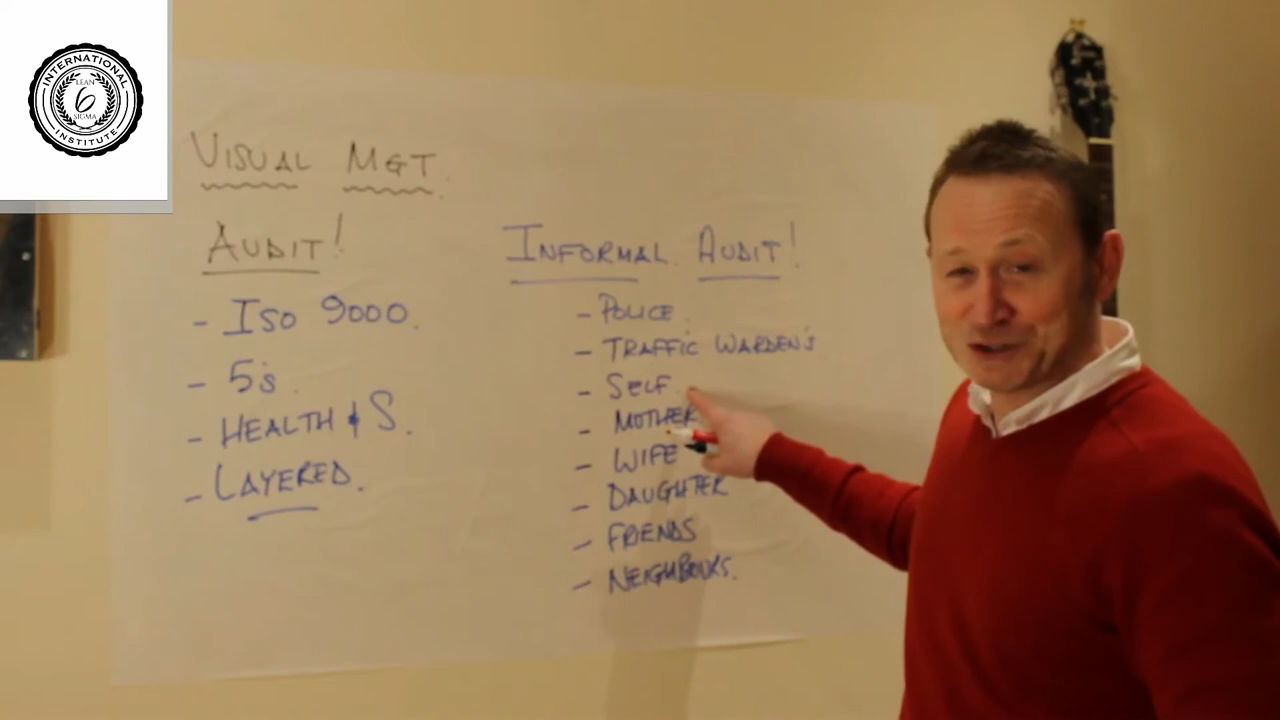 INTERNATIONAL
LEAN
6
SIGMA
INSTITUTE
VISUAL MGT.
AUDIT!
- ISO 9000.
- 5s.
- HEALTH & S.
- LAYERED.
INFORMAL AUDIT!
- POLICE.
- TRAFFIC WARDEN'S
- SELF
- MOTHER
- WIFE
- DAUGHTER
- FRIENDS
- NEIGHBOURS.